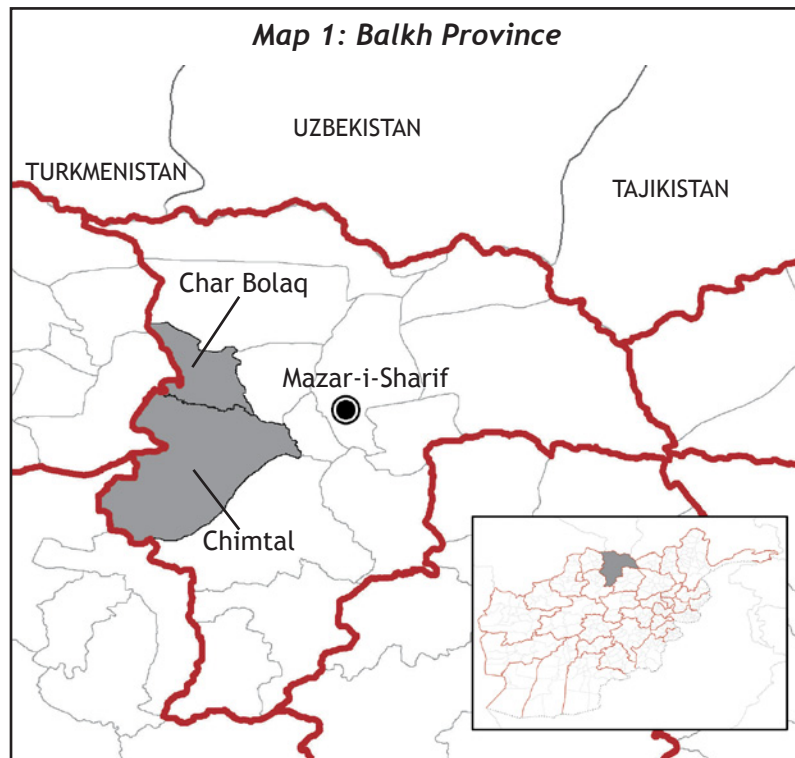 Map 1: Balkh Province
UZBEKISTAN
TURKMENISTAN
TAJIKISTAN
Char Bolaq
Mazar-i-Sharif
Chimtal